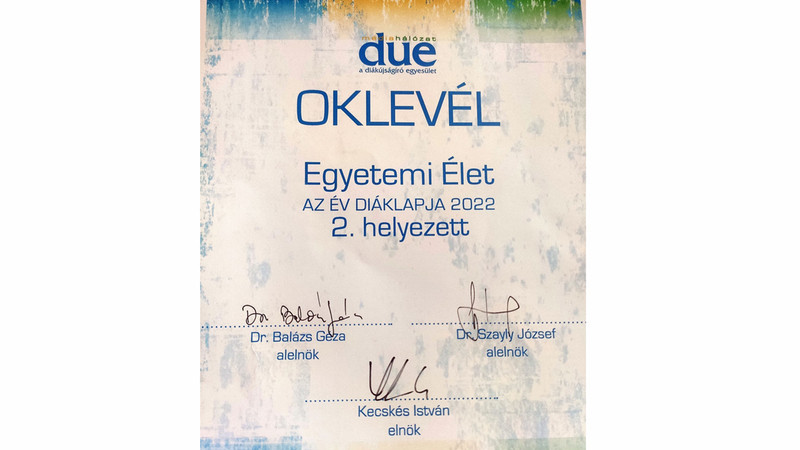 médiahálózat
due
a diákújságíró egyesület
OKLEVÉL
Egyetemi Élet
AZ ÉV DIÁKLAPJA 2022
2. helyezett
Dr. Balázs Géza
alelnök
Dr. Szayly József
alelnök
Kecskés István
elnök